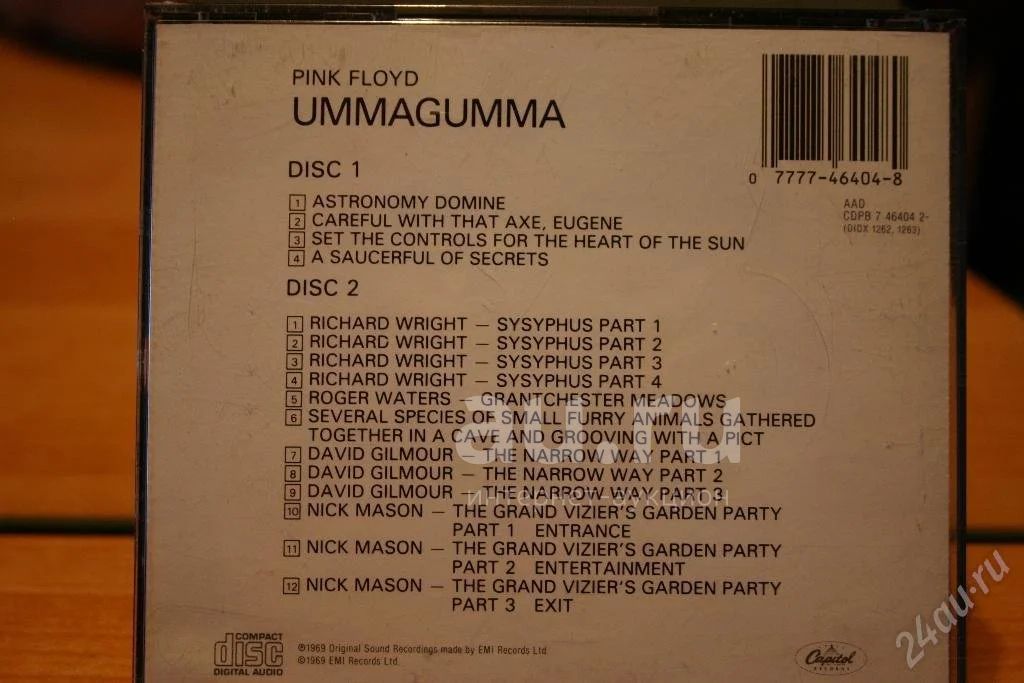 PINK FLOYD
UMMAGUMMA
0 7777-46404-8
AAD
CDPB 7 46404 2-
(DIDX 1262, 1263)
DISC 1
1 ASTRONOMY DOMINE
2 CAREFUL WITH THAT AXE, EUGENE
3 SET THE CONTROLS FOR THE HEART OF THE SUN
4 A SAUCERFUL OF SECRETS
DISC 2
1 RICHARD WRIGHT — SYSYPHUS PART 1
2 RICHARD WRIGHT — SYSYPHUS PART 2
3 RICHARD WRIGHT — SYSYPHUS PART 3
4 RICHARD WRIGHT — SYSYPHUS PART 4
5 ROGER WATERS — GRANTCHESTER MEADOWS
6 SEVERAL SPECIES OF SMALL FURRY ANIMALS GATHERED
TOGETHER IN A CAVE AND GROOVING WITH A PICT
7 DAVID GILMOUR — THE NARROW WAY PART 1
8 DAVID GILMOUR — THE NARROW WAY PART 2
9 DAVID GILMOUR — THE NARROW WAY PART 3
10 NICK MASON — THE GRAND VIZIER'S GARDEN PARTY
PART 1 ENTRANCE
11 NICK MASON — THE GRAND VIZIER'S GARDEN PARTY
PART 2 ENTERTAINMENT
12 NICK MASON — THE GRAND VIZIER'S GARDEN PARTY
PART 3 EXIT
au.ru
интернет-аукцион
COMPACT
disc
DIGITAL AUDIO
℗1969 Original Sound Recordings made by EMI Records Ltd
©1969 EMI Records Ltd.
Capitol
RECORDS
24au.ru